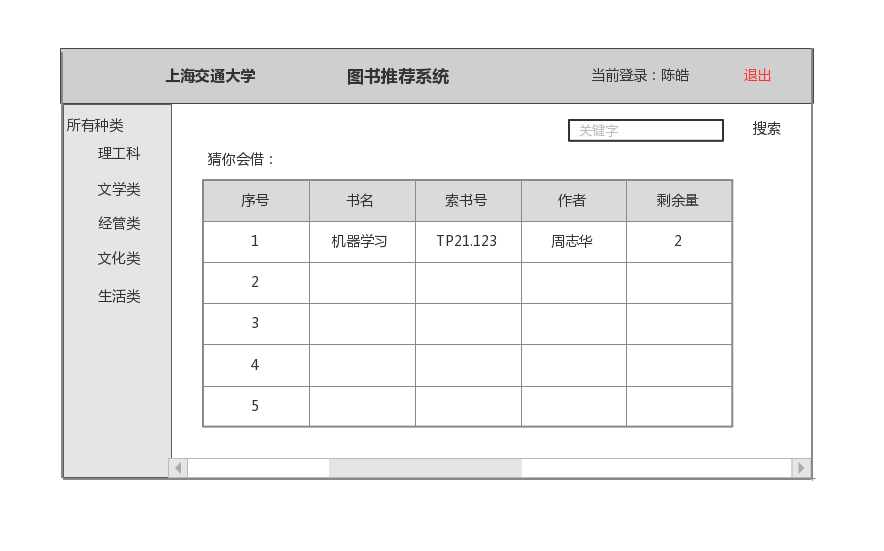 上海交通大学 图书推荐系统 当前登录：陈皓 退出
所有种类
理工科
文学类
经管类
文化类
生活类
关键字 搜索
猜你会借：
序号 书名 索书号 作者 剩余量
1 机器学习 TP21.123 周志华 2
2
3
4
5